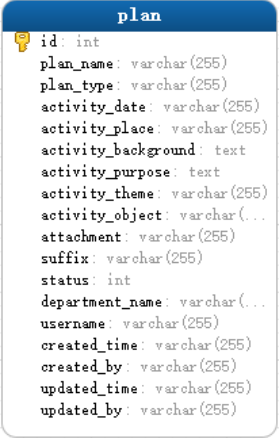 plan
id: int
plan_name: varchar(255)
plan_type: varchar(255)
activity_date: varchar(255)
activity_place: varchar(255)
activity_background: text
activity_purpose: text
activity_theme: varchar(255)
activity_object: varchar(...
attachment: varchar(255)
suffix: varchar(255)
status: int
department_name: varchar(...
username: varchar(255)
created_time: varchar(255)
created_by: varchar(255)
updated_time: varchar(255)
updated_by: varchar(255)